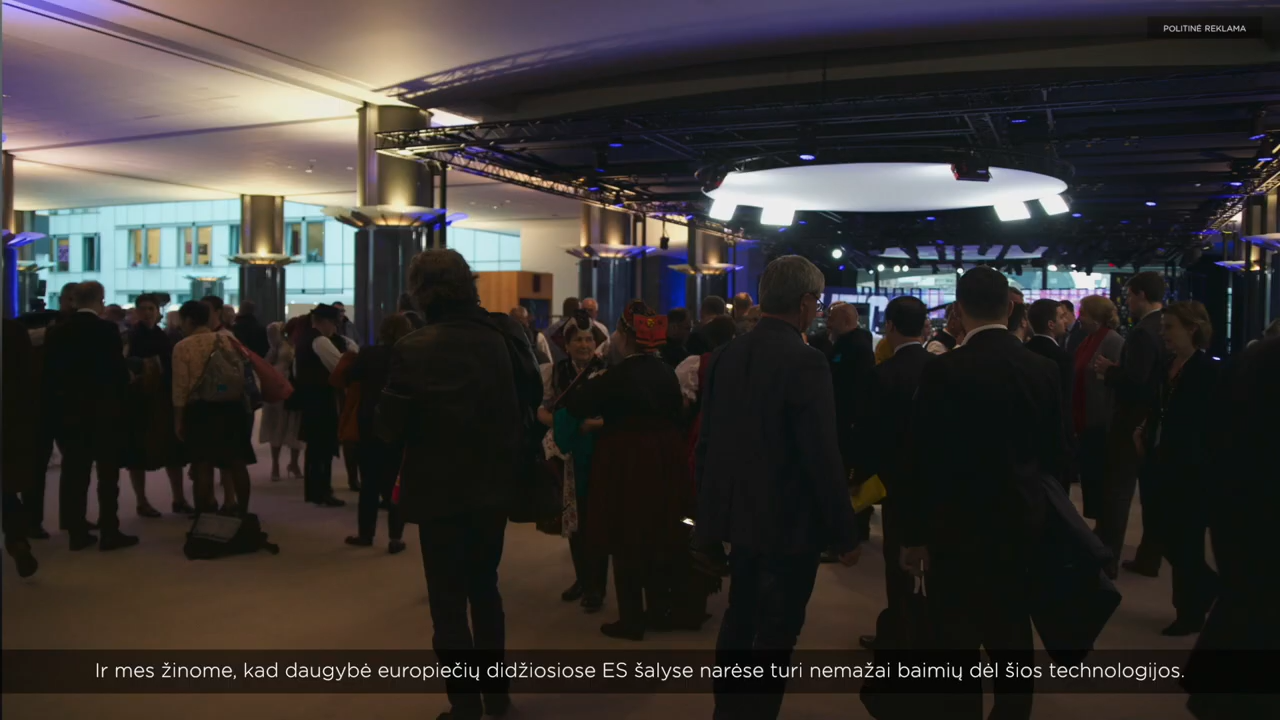 POLITINĖ REKLAMA
Ir mes žinome, kad daugybė europiečių didžiosiose ES šalyse narėse turi nemažai baimių dėl šios technologijos.